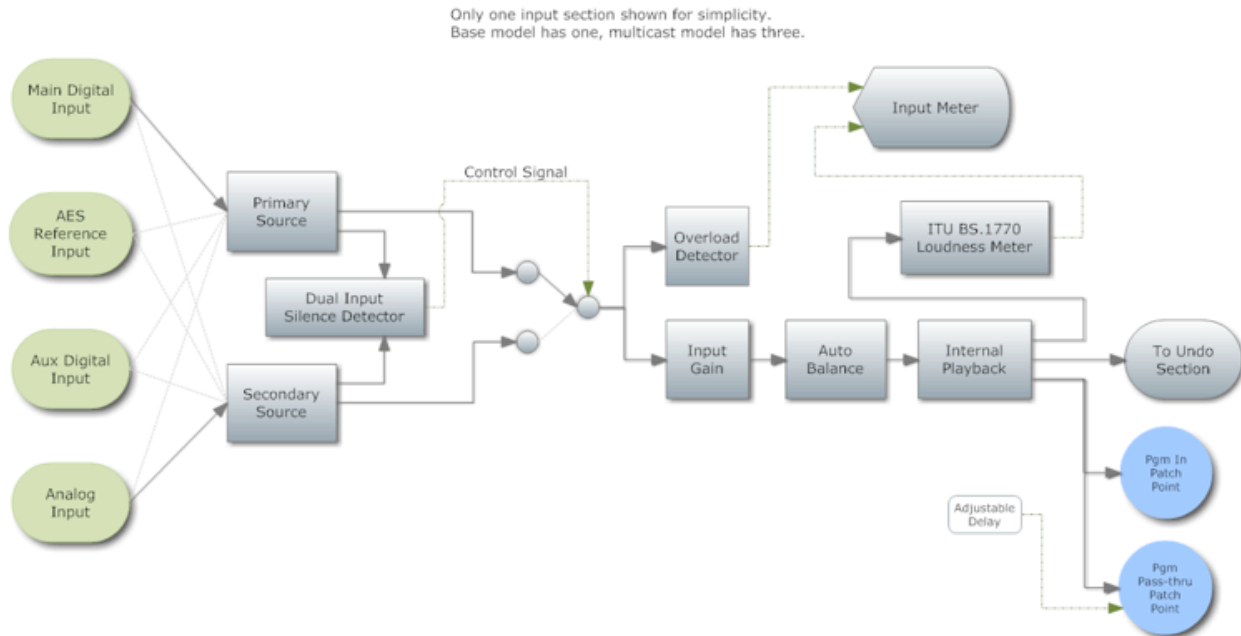 Only one input section shown for simplicity.
Base model has one, multicast model has three.
Main Digital
Input
AES
Reference
Input
Aux Digital
Input
Analog
Input
Primary
Source
Dual Input
Silence Detector
Secondary
Source
Control Signal
Overload
Detector
Input
Gain
Auto
Balance
Internal
Playback
Input Meter
ITU BS.1770
Loudness Meter
To Undo
Section
Pgm In
Patch
Point
Adjustable
Delay
Pgm
Pass-thru
Patch
Point